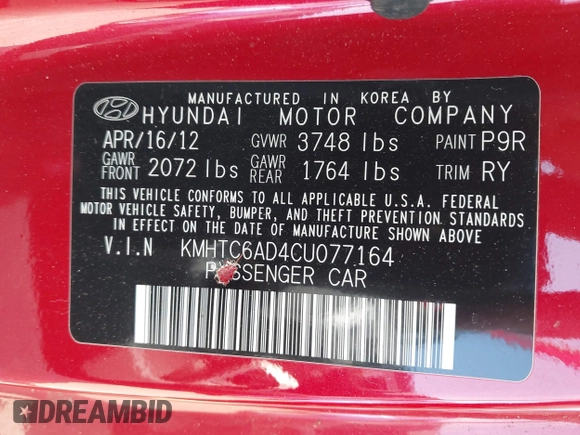 MANUFACTURED IN KOREA BY
HYUNDAI MOTOR COMPANY
APR/16/12 GVWR 3748 lbs PAINT P9R
GAWR FRONT 2072 lbs GAWR REAR 1764 lbs TRIM RY
THIS VEHICLE CONFORMS TO ALL APPLICABLE U.S.A. FEDERAL
MOTOR VEHICLE SAFETY, BUMPER, AND THEFT PREVENTION STANDARDS
IN EFFECT ON THE DATE OF MANUFACTURE SHOWN ABOVE
V.I.N KMHTC6AD4CU077164
PASSENGER CAR
DREAMBID